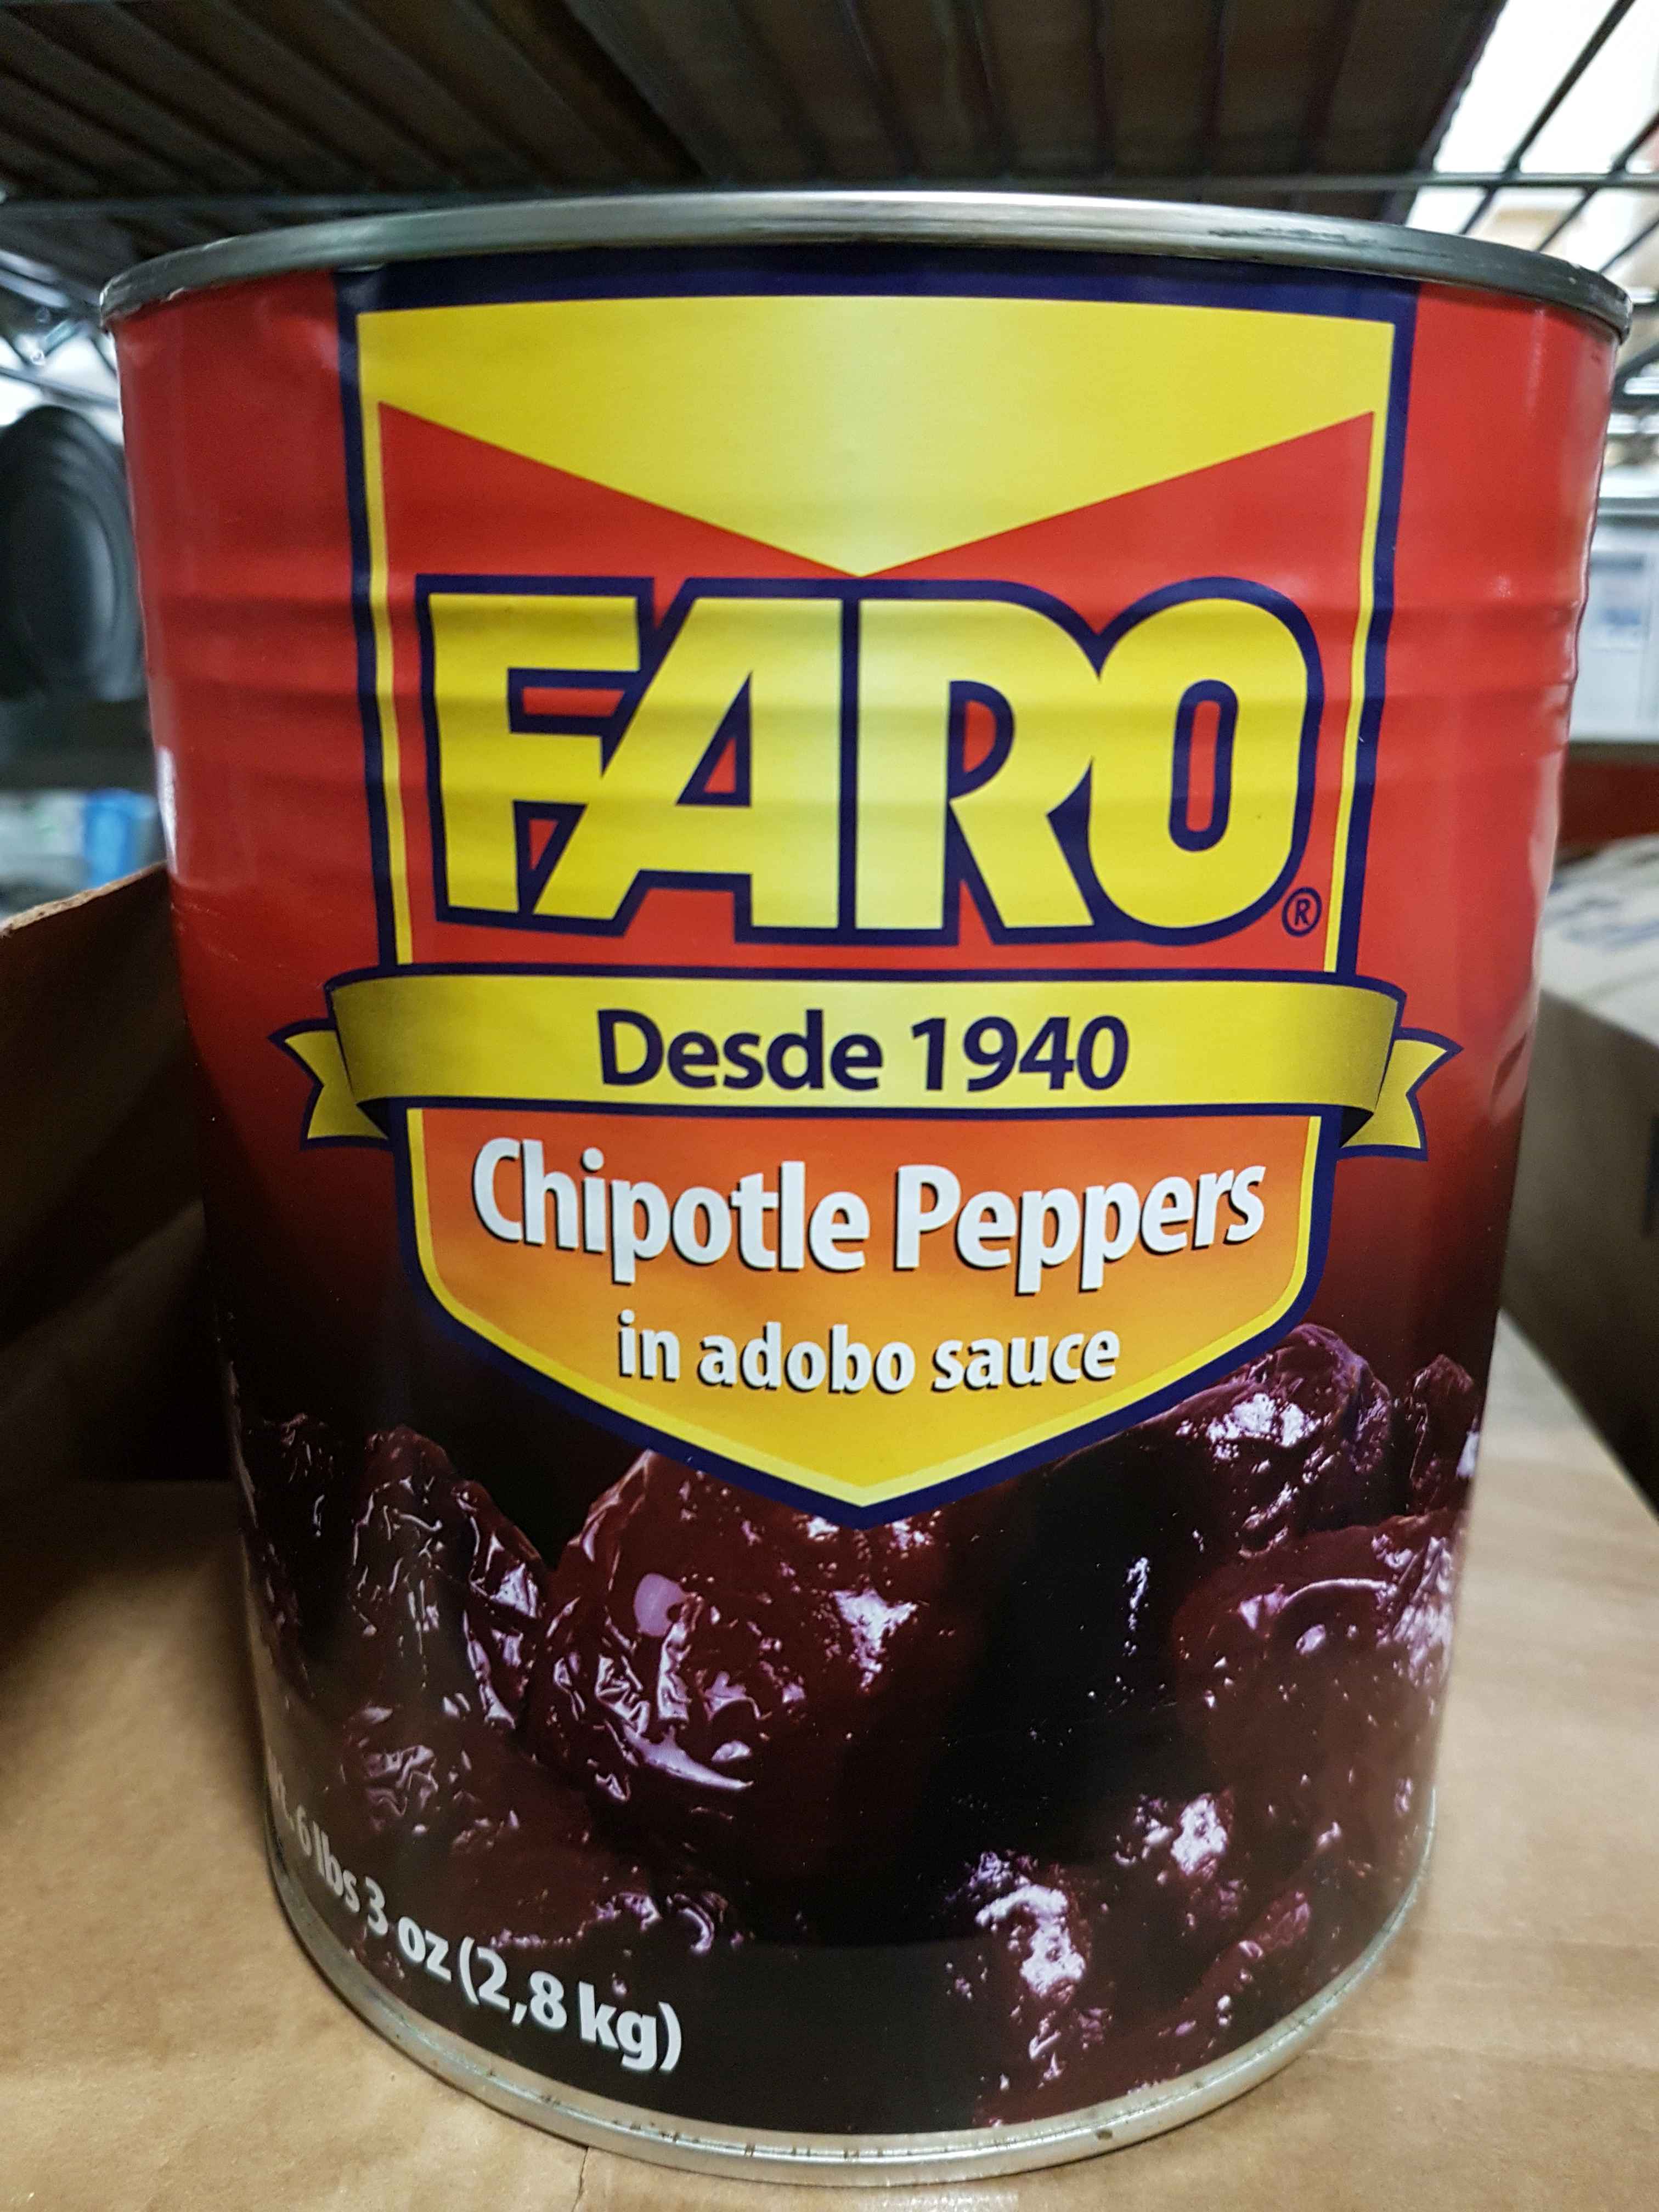 FARO®
Desde 1940
Chipotle Peppers
in adobo sauce
6 lbs 3 oz (2,8 kg)